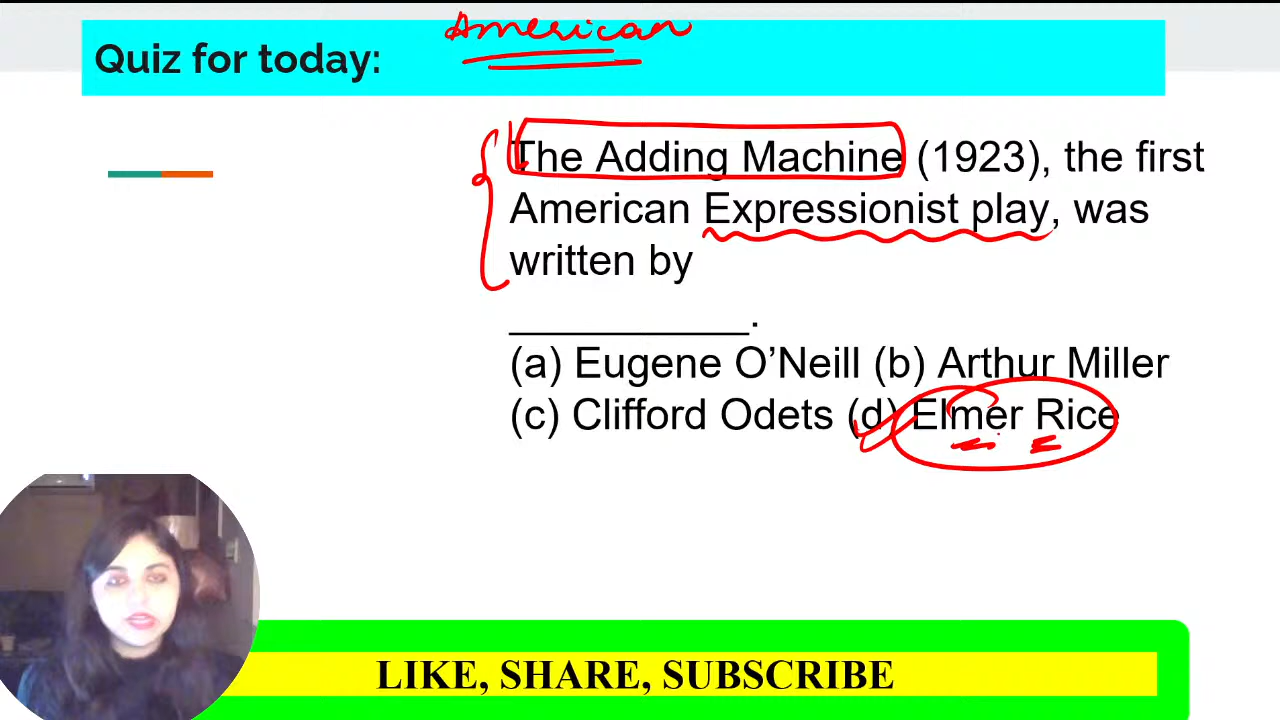 American
Quiz for today:
The Adding Machine (1923), the first
American Expressionist play, was
written by
__________.
(a) Eugene O’Neill (b) Arthur Miller
(c) Clifford Odets (d) Elmer Rice
LIKE, SHARE, SUBSCRIBE